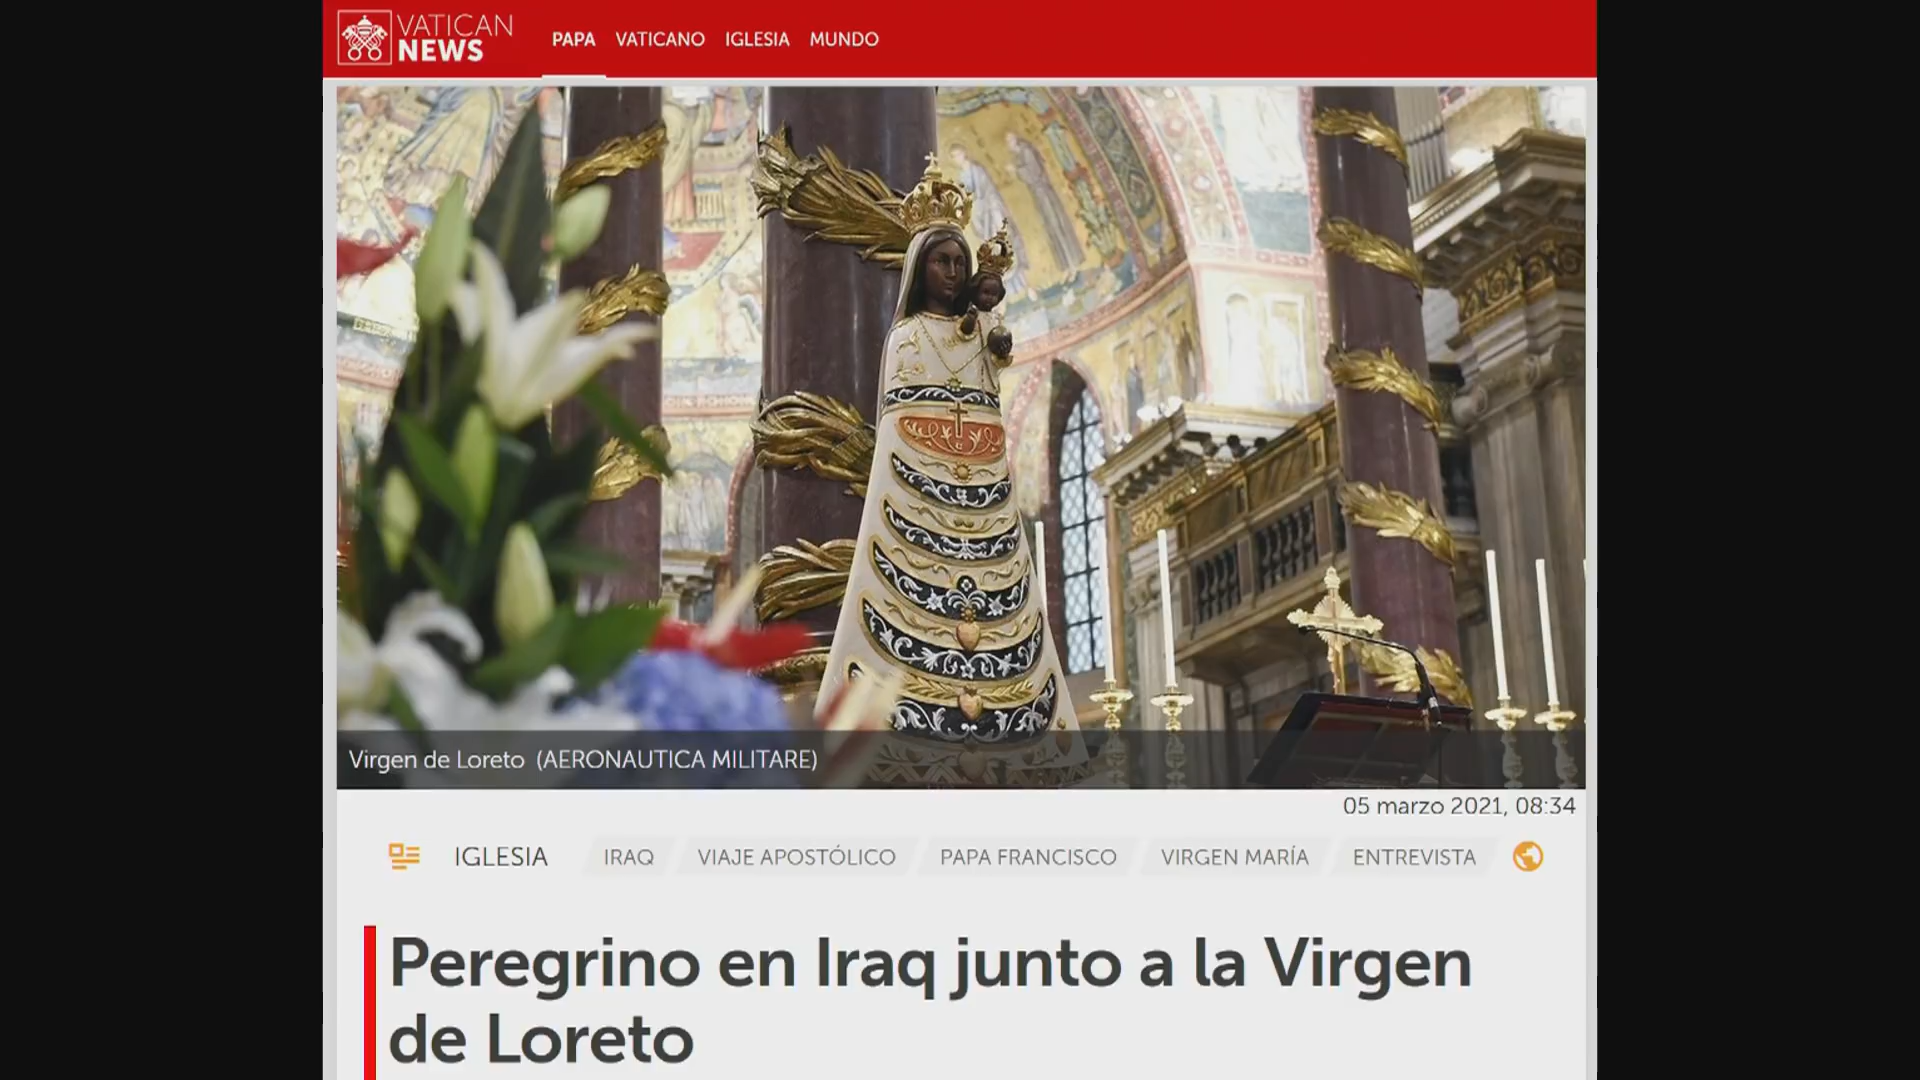 VATICAN
NEWS
PAPA VATICANO IGLESIA MUNDO
Virgen de Loreto (AERONAUTICA MILITARE)
05 marzo 2021, 08:34
IGLESIA IRAQ VIAJE APOSTÓLICO PAPA FRANCISCO VIRGEN MARÍA ENTREVISTA
Peregrino en Iraq junto a la Virgen
de Loreto